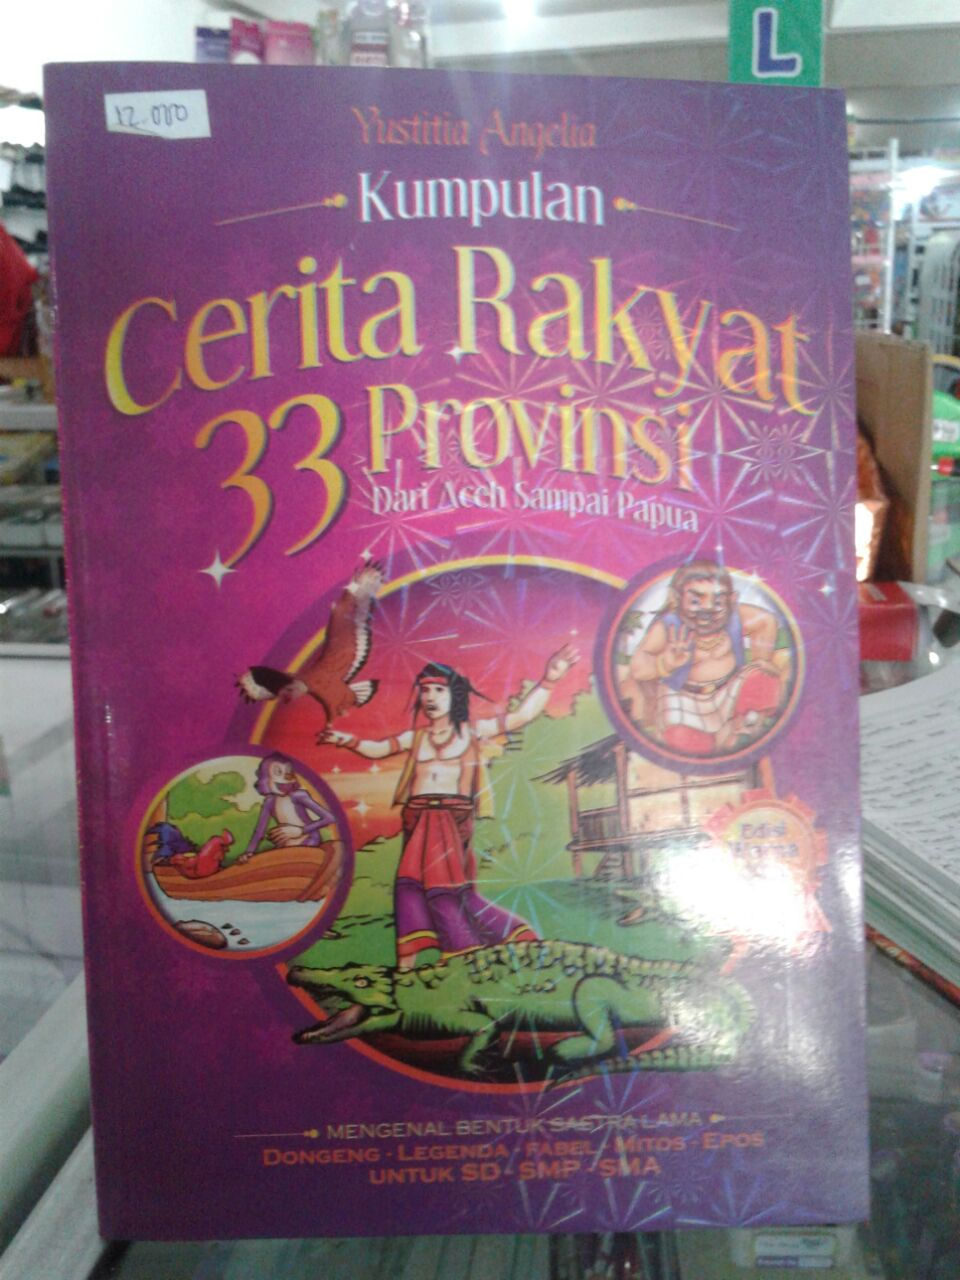 L
12.000
Yustitia Angelia
Kumpulan
Cerita Rakyat
33 Provinsi
Dari Aceh Sampai Papua
Edisi
MENGENAL BENTUK SASTRA LAMA
DONGENG · LEGENDA · FABEL · MITOS · EPOS
UNTUK SD · SMP · SMA